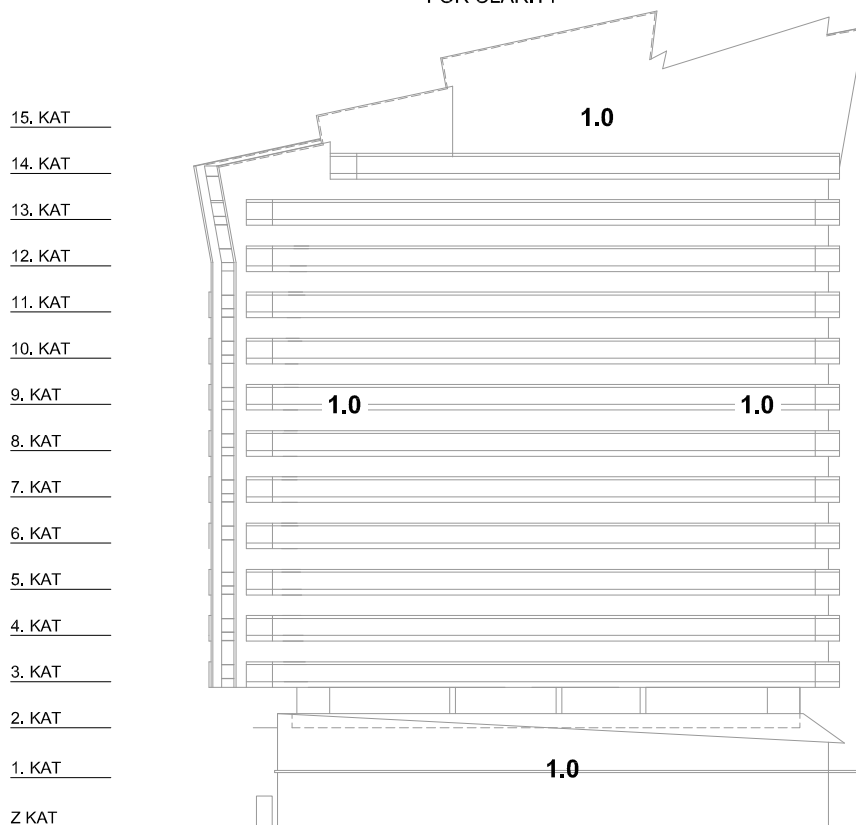 FOR CLARITY
15. KAT
1.0
14. KAT
13. KAT
12. KAT
11. KAT
10. KAT
9. KAT
1.0
1.0
8. KAT
7. KAT
6. KAT
5. KAT
4. KAT
3. KAT
2. KAT
1. KAT
1.0
Z KAT